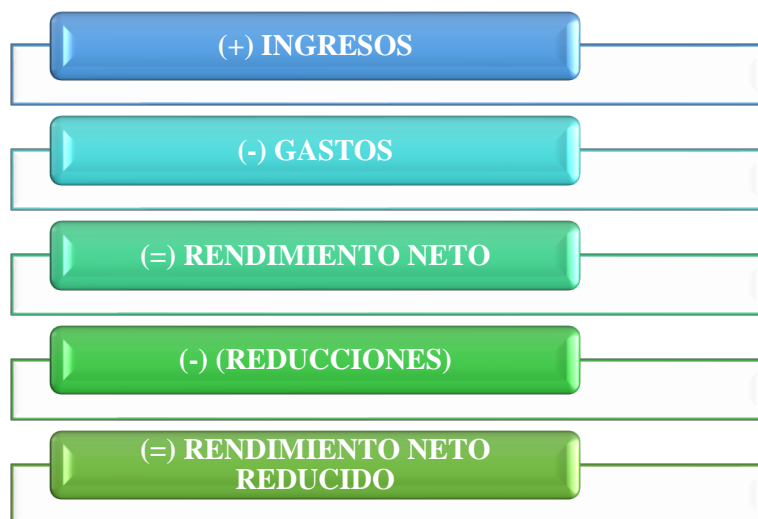 (+) INGRESOS
(-) GASTOS
(=) RENDIMIENTO NETO
(-) (REDUCCIONES)
(=) RENDIMIENTO NETO
REDUCIDO